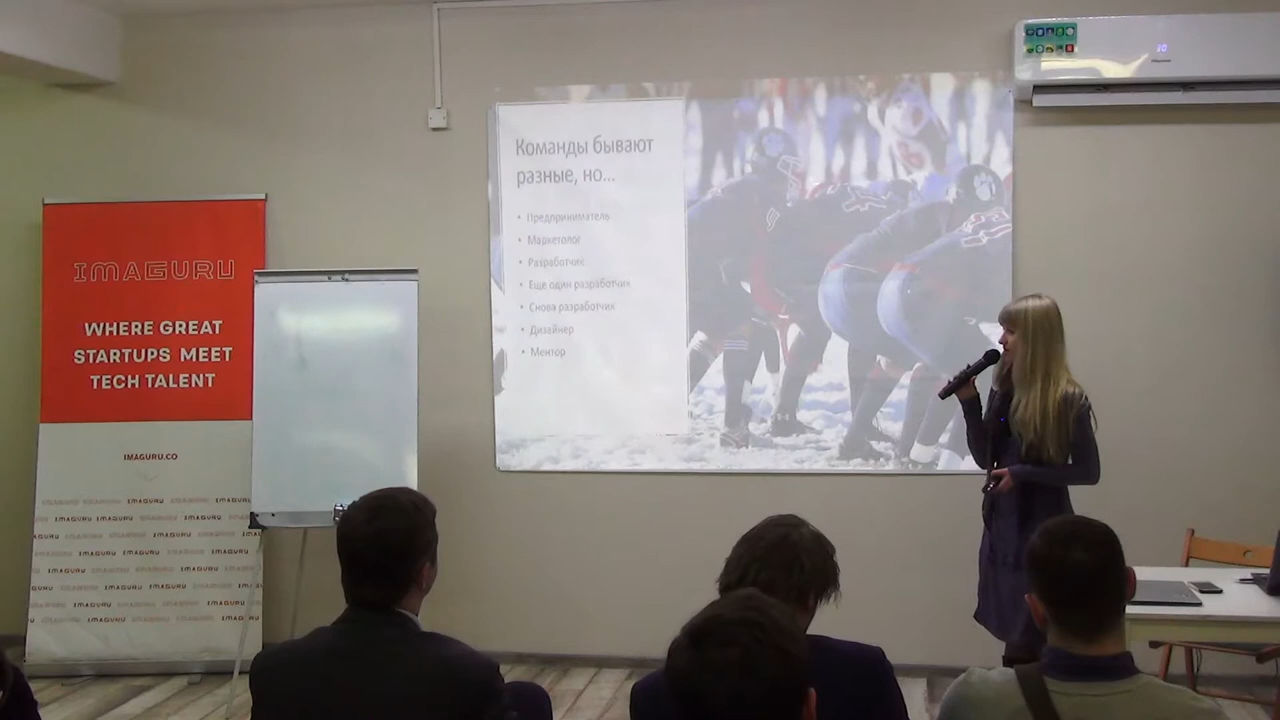 IMAGURU
WHERE GREAT
STARTUPS MEET
TECH TALENT
IMAGURU.CO
Команды бывают
разные, но...
• Предприниматель
• Маркетолог
• Разработчик
• Еще один разработчик
• Снова разработчик
• Дизайнер
• Ментор
10